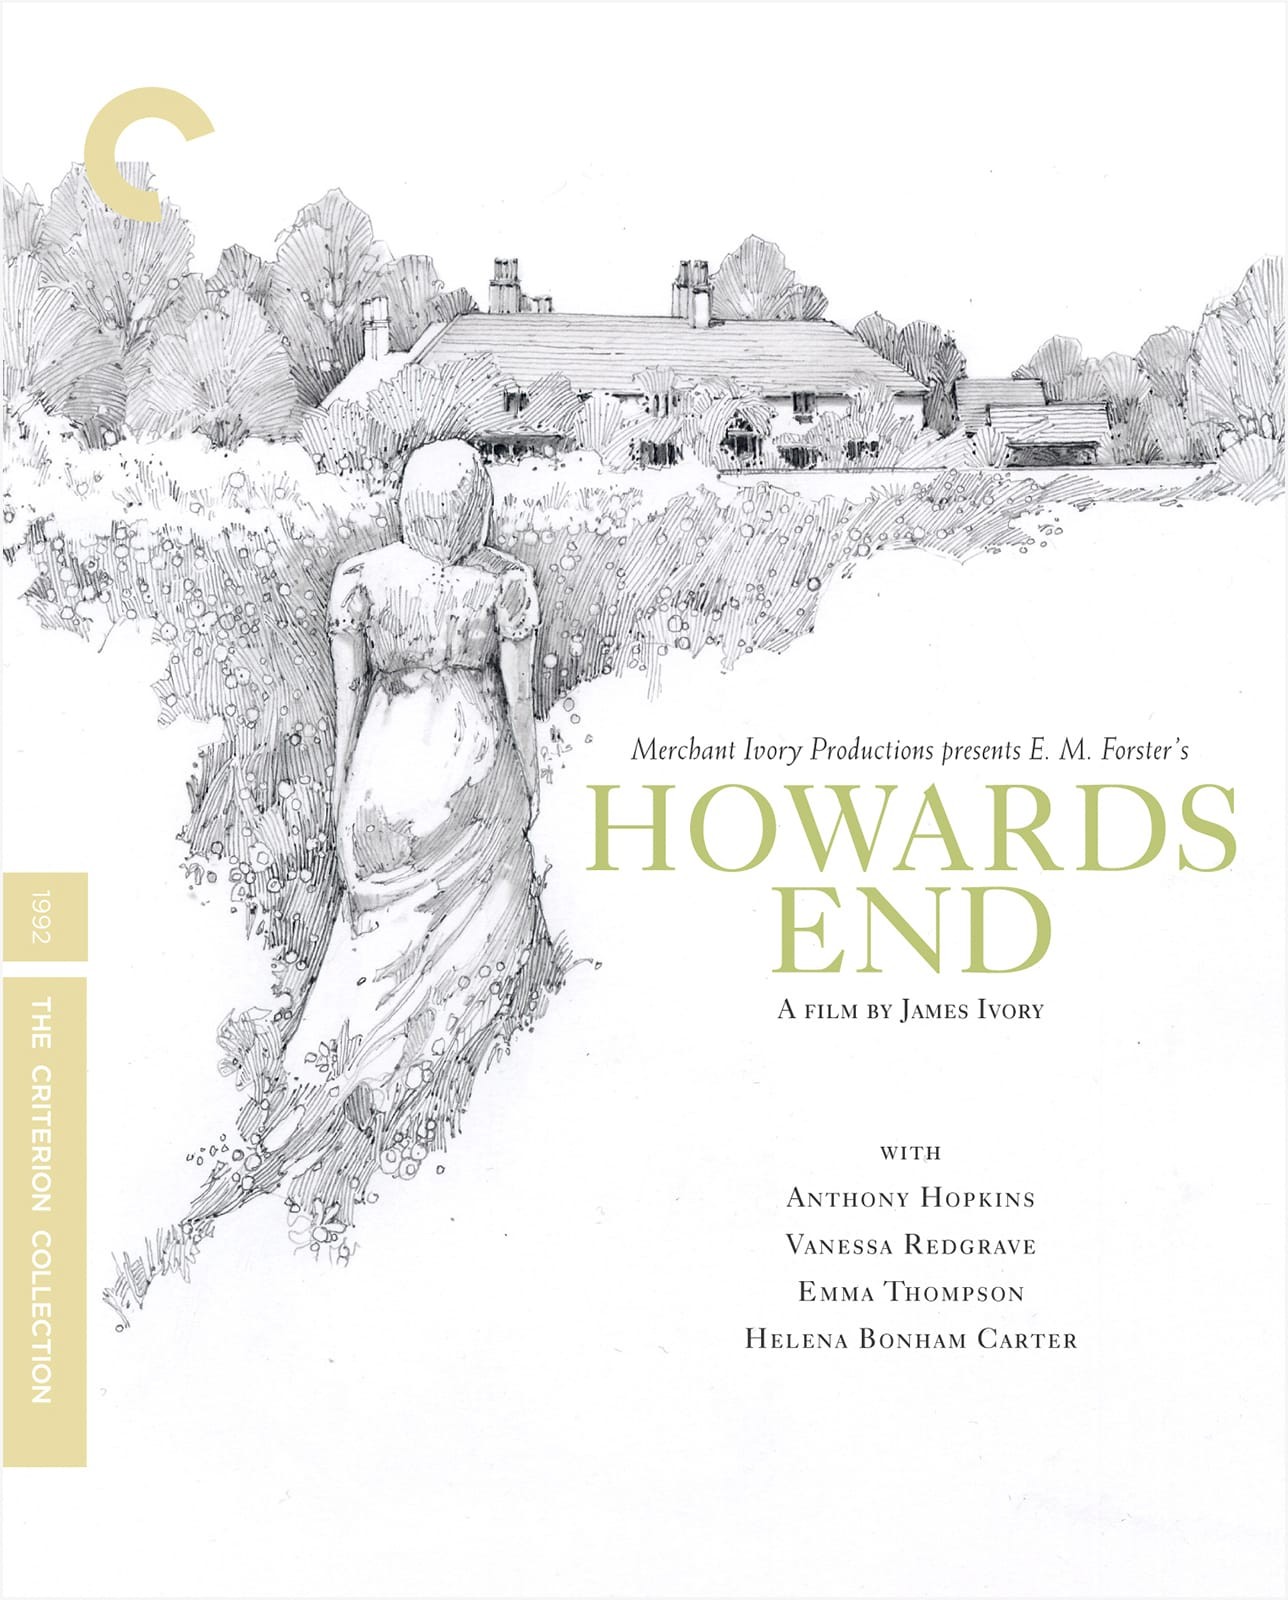 Merchant Ivory Productions presents E. M. Forster's
HOWARDS
END
A FILM BY JAMES IVORY
WITH
ANTHONY HOPKINS
VANESSA REDGRAVE
EMMA THOMPSON
HELENA BONHAM CARTER
1992
THE CRITERION COLLECTION